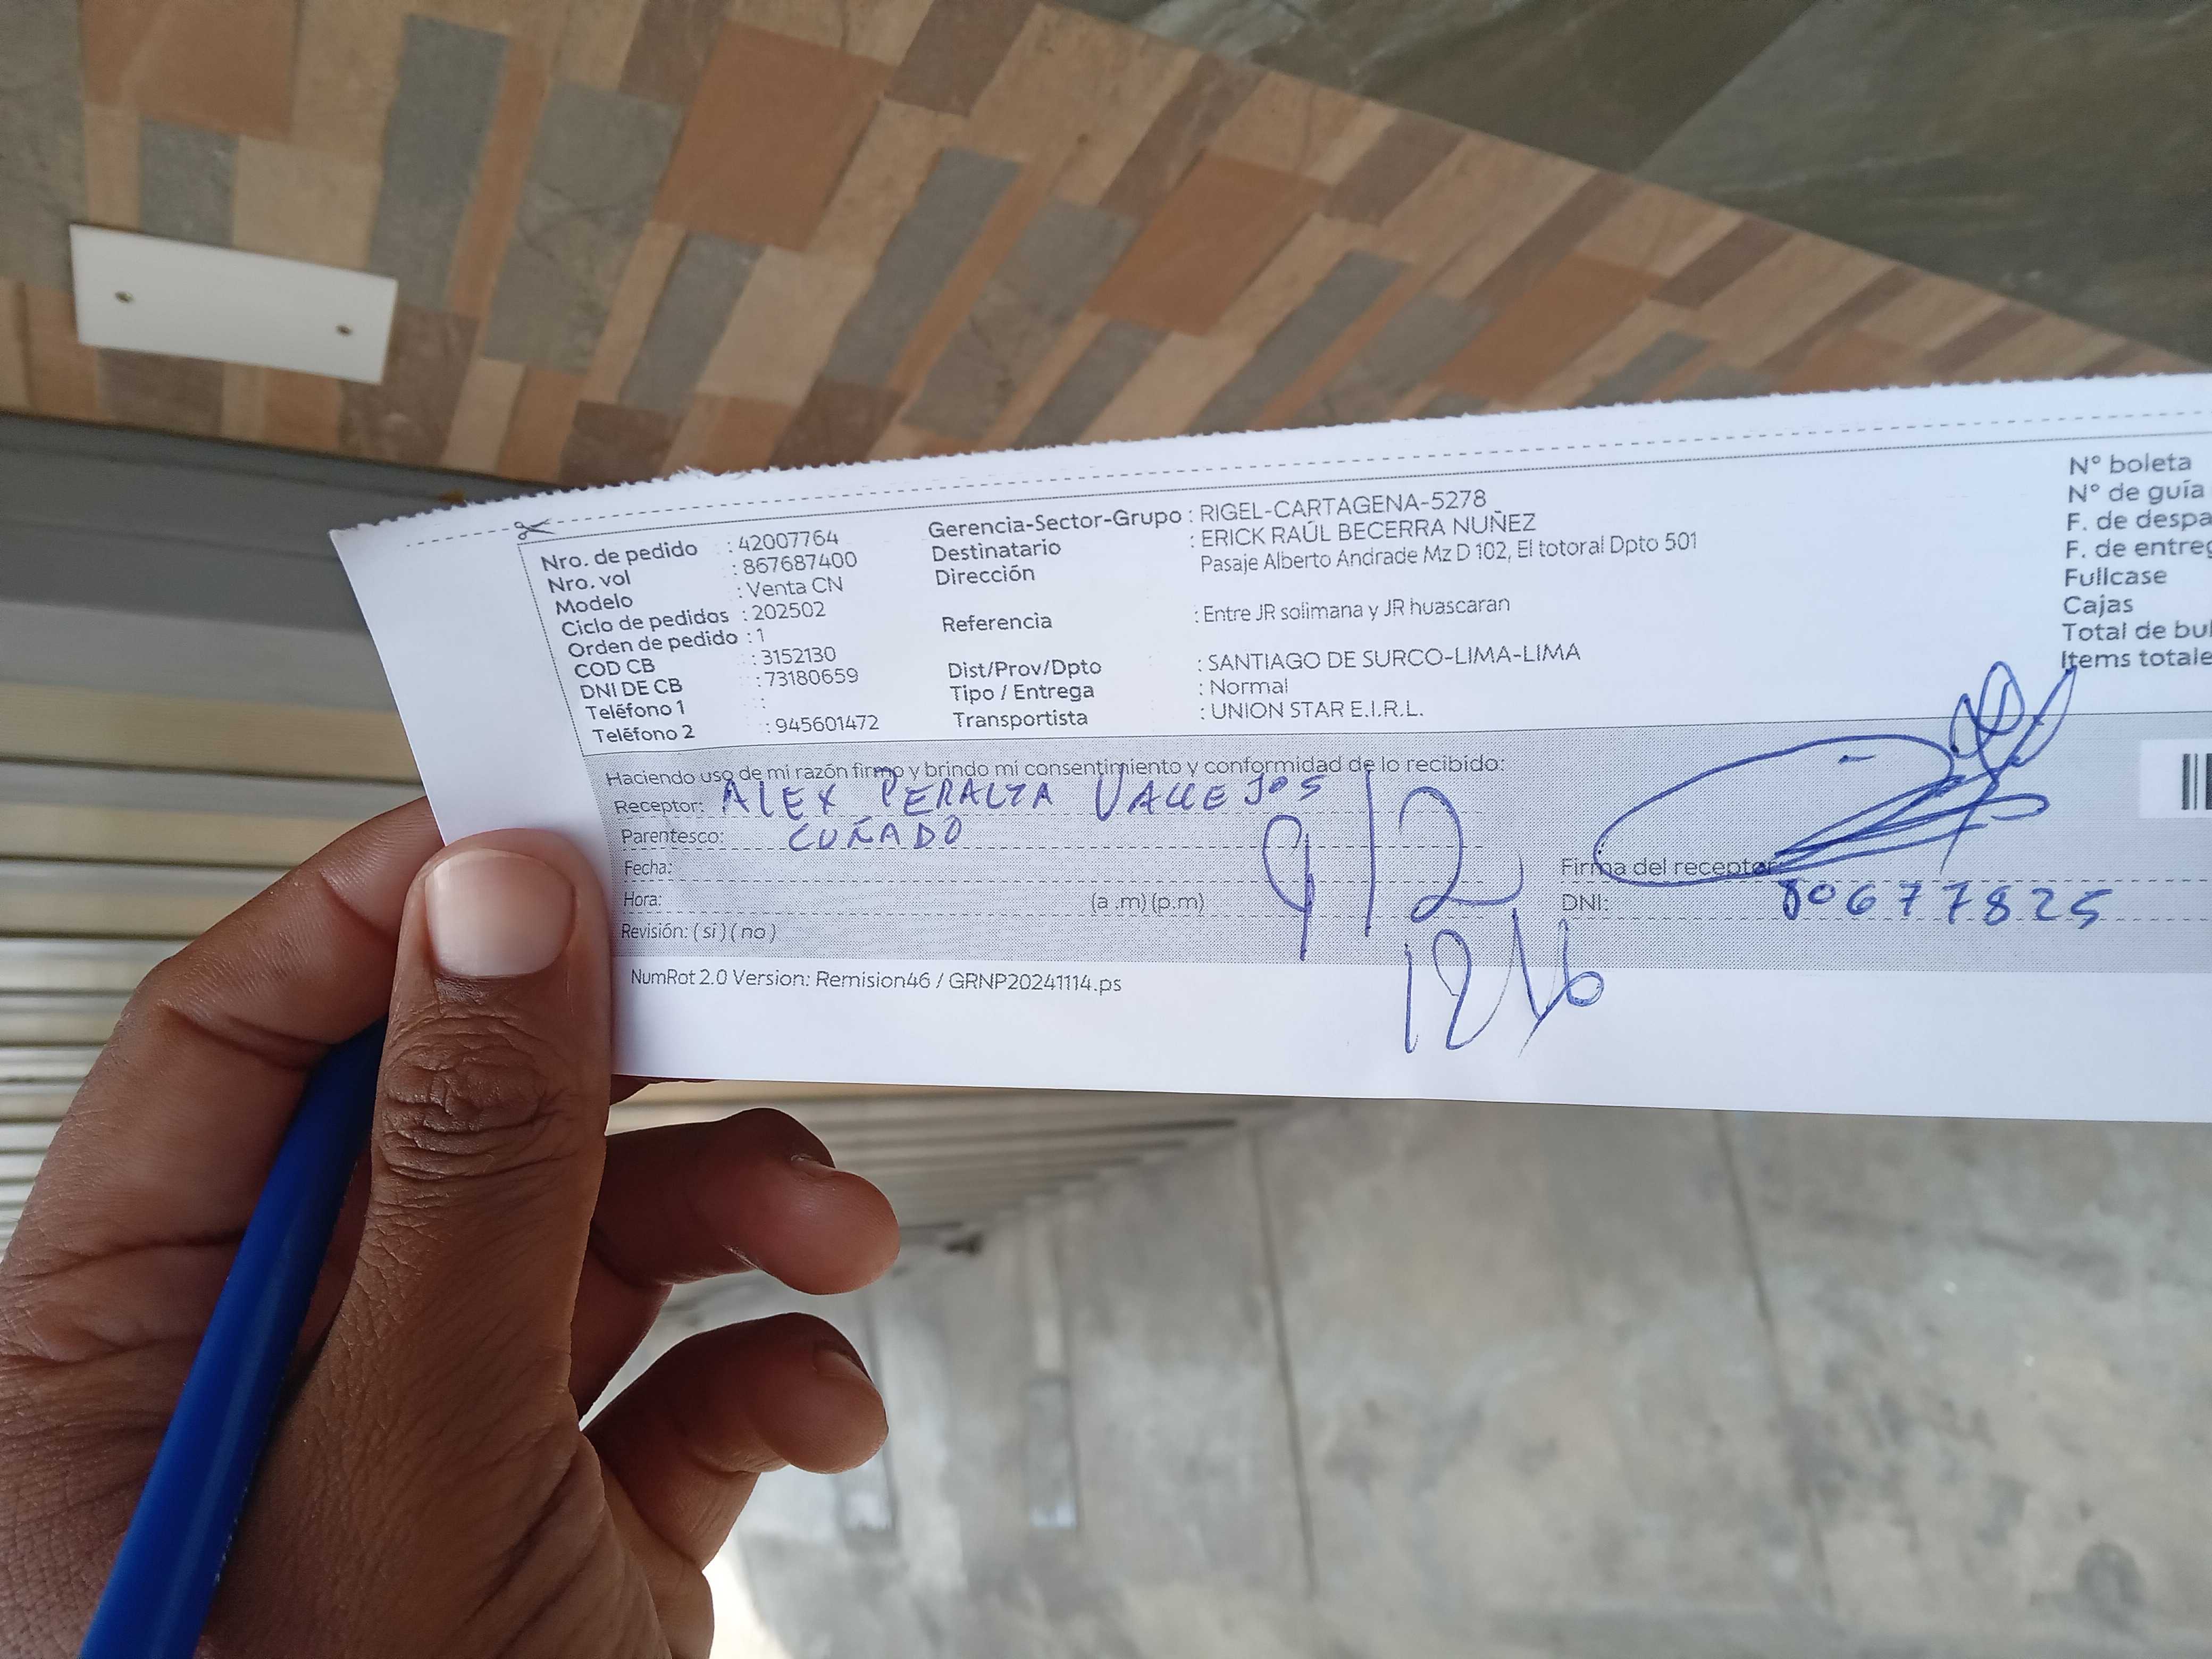 Nro. de pedido : 42007764
Nro. vol : 867687400
Modelo : Venta CN
Ciclo de pedidos : 202502
Orden de pedido : 1
COD CB : 3152130
DNI DE CB : 73180659
Teléfono 1 :
Teléfono 2 : 945601472
Gerencia-Sector-Grupo : RIGEL-CARTAGENA-5278
Destinatario : ERICK RAÚL BECERRA NUÑEZ
Dirección Pasaje Alberto Andrade Mz D 102, El totoral Dpto 501
Referencia : Entre JR solimana y JR huascaran
Dist/Prov/Dpto : SANTIAGO DE SURCO-LIMA-LIMA
Tipo / Entrega : Normal
Transportista : UNION STAR E.I.R.L.
N° boleta
N° de guía
F. de despa
F. de entreg
Fullcase
Cajas
Total de bul
Items totale
Haciendo uso de mi razón firmo y brindo mi consentimiento y conformidad de lo recibido:
Receptor: ALEX PERALTA VALLEJOS
Parentesco: CUÑADO
Fecha: 9/2
Hora: (a .m) (p.m)
Revisión: ( si ) ( no )
Firma del receptor:
DNI: 80677825
NumRot 2.0 Version: Remision46 / GRNP20241114.ps